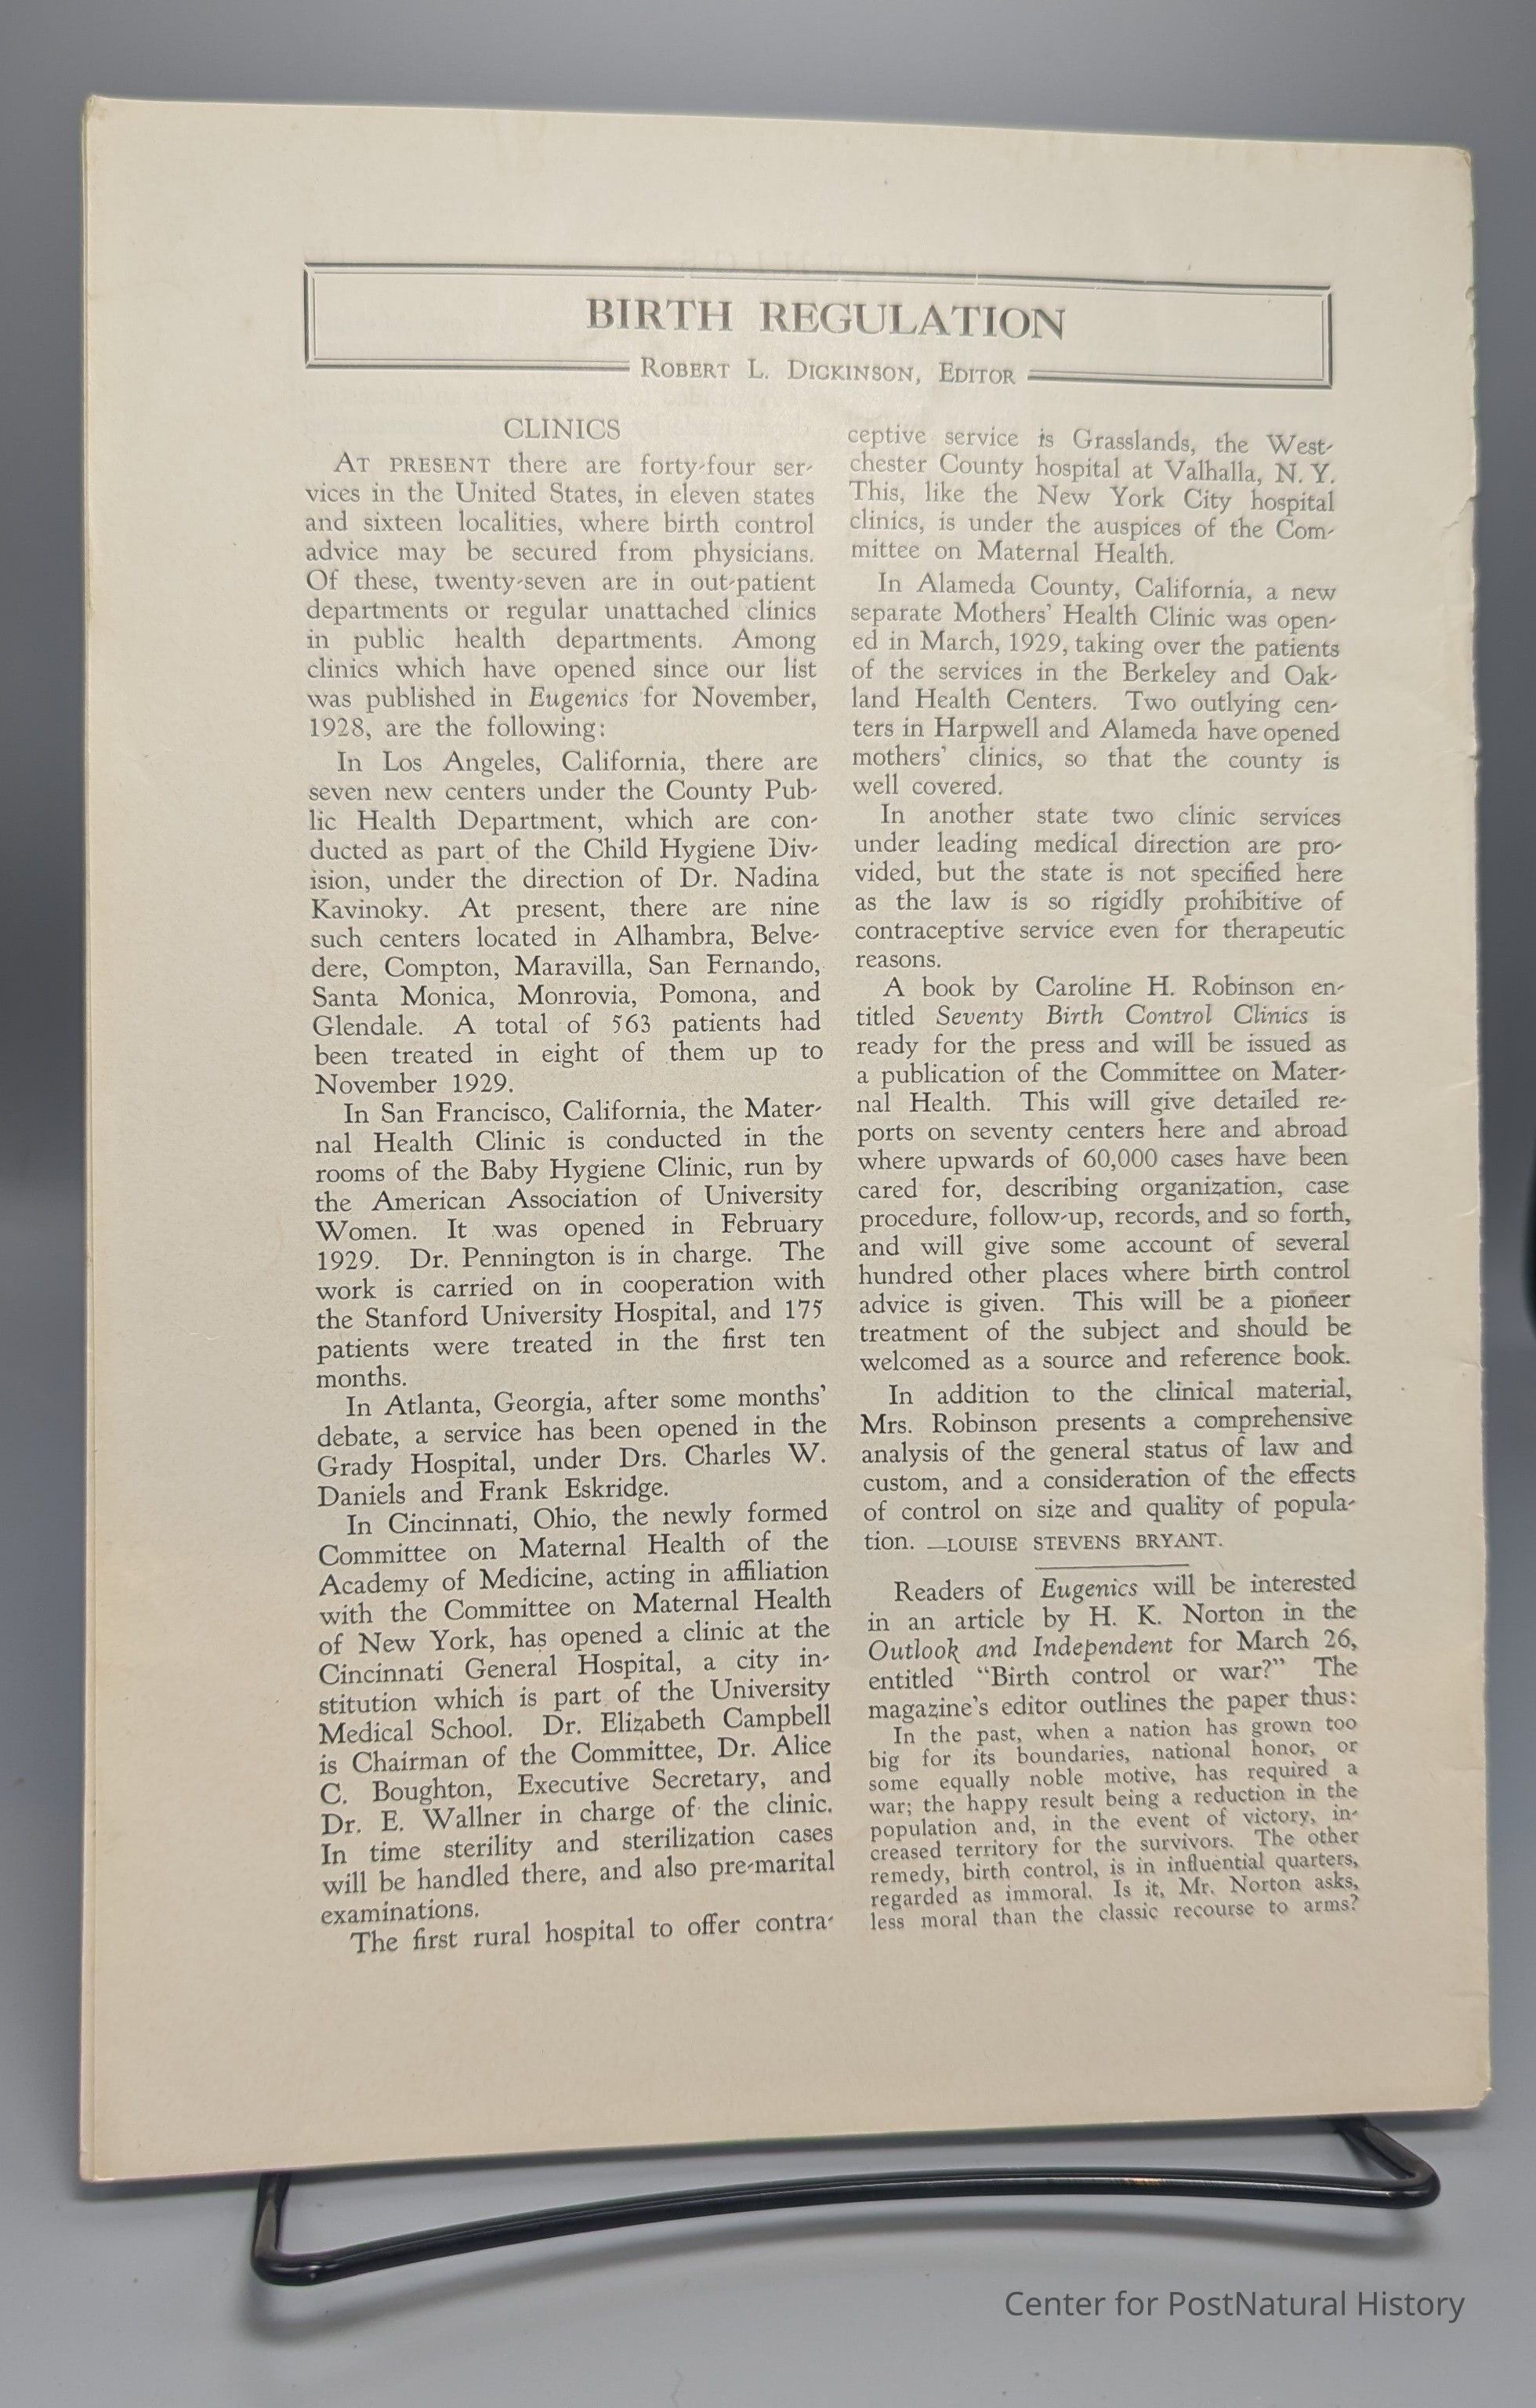 BIRTH REGULATION
ROBERT L. DICKINSON, EDITOR
CLINICS
AT PRESENT there are forty-four ser-
vices in the United States, in eleven states
and sixteen localities, where birth control
advice may be secured from physicians.
Of these, twenty-seven are in out-patient
departments or regular unattached clinics
in public health departments. Among
clinics which have opened since our list
was published in Eugenics for November,
1928, are the following:
In Los Angeles, California, there are
seven new centers under the County Pub-
lic Health Department, which are con-
ducted as part of the Child Hygiene Div-
ision, under the direction of Dr. Nadina
Kavinoky. At present, there are nine
such centers located in Alhambra, Belve-
dere, Compton, Maravilla, San Fernando,
Santa Monica, Monrovia, Pomona, and
Glendale. A total of 563 patients had
been treated in eight of them up to
November 1929.
In San Francisco, California, the Mater-
nal Health Clinic is conducted in the
rooms of the Baby Hygiene Clinic, run by
the American Association of University
Women. It was opened in February
1929. Dr. Pennington is in charge. The
work is carried on in cooperation with
the Stanford University Hospital, and 175
patients were treated in the first ten
months.
In Atlanta, Georgia, after some months'
debate, a service has been opened in the
Grady Hospital, under Drs. Charles W.
Daniels and Frank Eskridge.
In Cincinnati, Ohio, the newly formed
Committee on Maternal Health of the
Academy of Medicine, acting in affiliation
with the Committee on Maternal Health
of New York, has opened a clinic at the
Cincinnati General Hospital, a city in-
stitution which is part of the University
Medical School. Dr. Elizabeth Campbell
is Chairman of the Committee, Dr. Alice
C. Boughton, Executive Secretary, and
Dr. E. Wallner in charge of the clinic.
In time sterility and sterilization cases
will be handled there, and also pre-marital
examinations.
The first rural hospital to offer contra-
ceptive service is Grasslands, the West-
chester County hospital at Valhalla, N. Y.
This, like the New York City hospital
clinics, is under the auspices of the Com-
mittee on Maternal Health.
In Alameda County, California, a new
separate Mothers' Health Clinic was open-
ed in March, 1929, taking over the patients
of the services in the Berkeley and Oak-
land Health Centers. Two outlying cen-
ters in Harpwell and Alameda have opened
mothers' clinics, so that the county is
well covered.
In another state two clinic services
under leading medical direction are pro-
vided, but the state is not specified here
as the law is so rigidly prohibitive of
contraceptive service even for therapeutic
reasons.
A book by Caroline H. Robinson en-
titled Seventy Birth Control Clinics is
ready for the press and will be issued as
a publication of the Committee on Mater-
nal Health. This will give detailed re-
ports on seventy centers here and abroad
where upwards of 60,000 cases have been
cared for, describing organization, case
procedure, follow-up, records, and so forth,
and will give some account of several
hundred other places where birth control
advice is given. This will be a pioneer
treatment of the subject and should be
welcomed as a source and reference book.
In addition to the clinical material,
Mrs. Robinson presents a comprehensive
analysis of the general status of law and
custom, and a consideration of the effects
of control on size and quality of popula-
tion. —LOUISE STEVENS BRYANT.
Readers of Eugenics will be interested
in an article by H. K. Norton in the
Outlook and Independent for March 26,
entitled "Birth control or war?" The
magazine's editor outlines the paper thus:
In the past, when a nation has grown too
big for its boundaries, national honor, or
some equally noble motive, has required a
war; the happy result being a reduction in the
population and, in the event of victory, in-
creased territory for the survivors. The other
remedy, birth control, is in influential quarters,
regarded as immoral. Is it, Mr. Norton asks,
less moral than the classic recourse to arms?
Center for PostNatural History